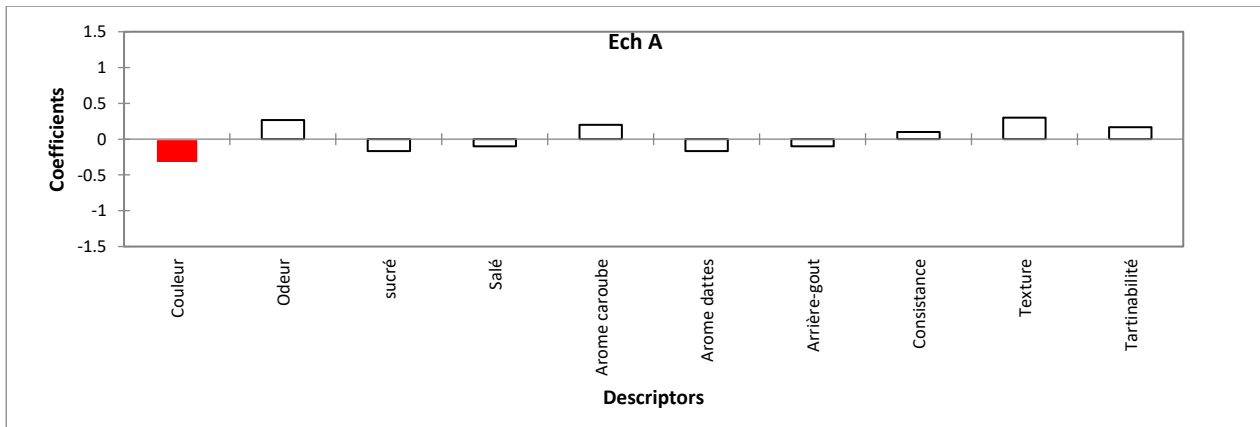 Ech A
1.5
1
0.5
0
-0.5
-1
-1.5
Coefficients
Couleur
Odeur
sucré
Salé
Arome caroube
Arome dattes
Arrière-gout
Consistance
Texture
Tartinabilité
Descriptors